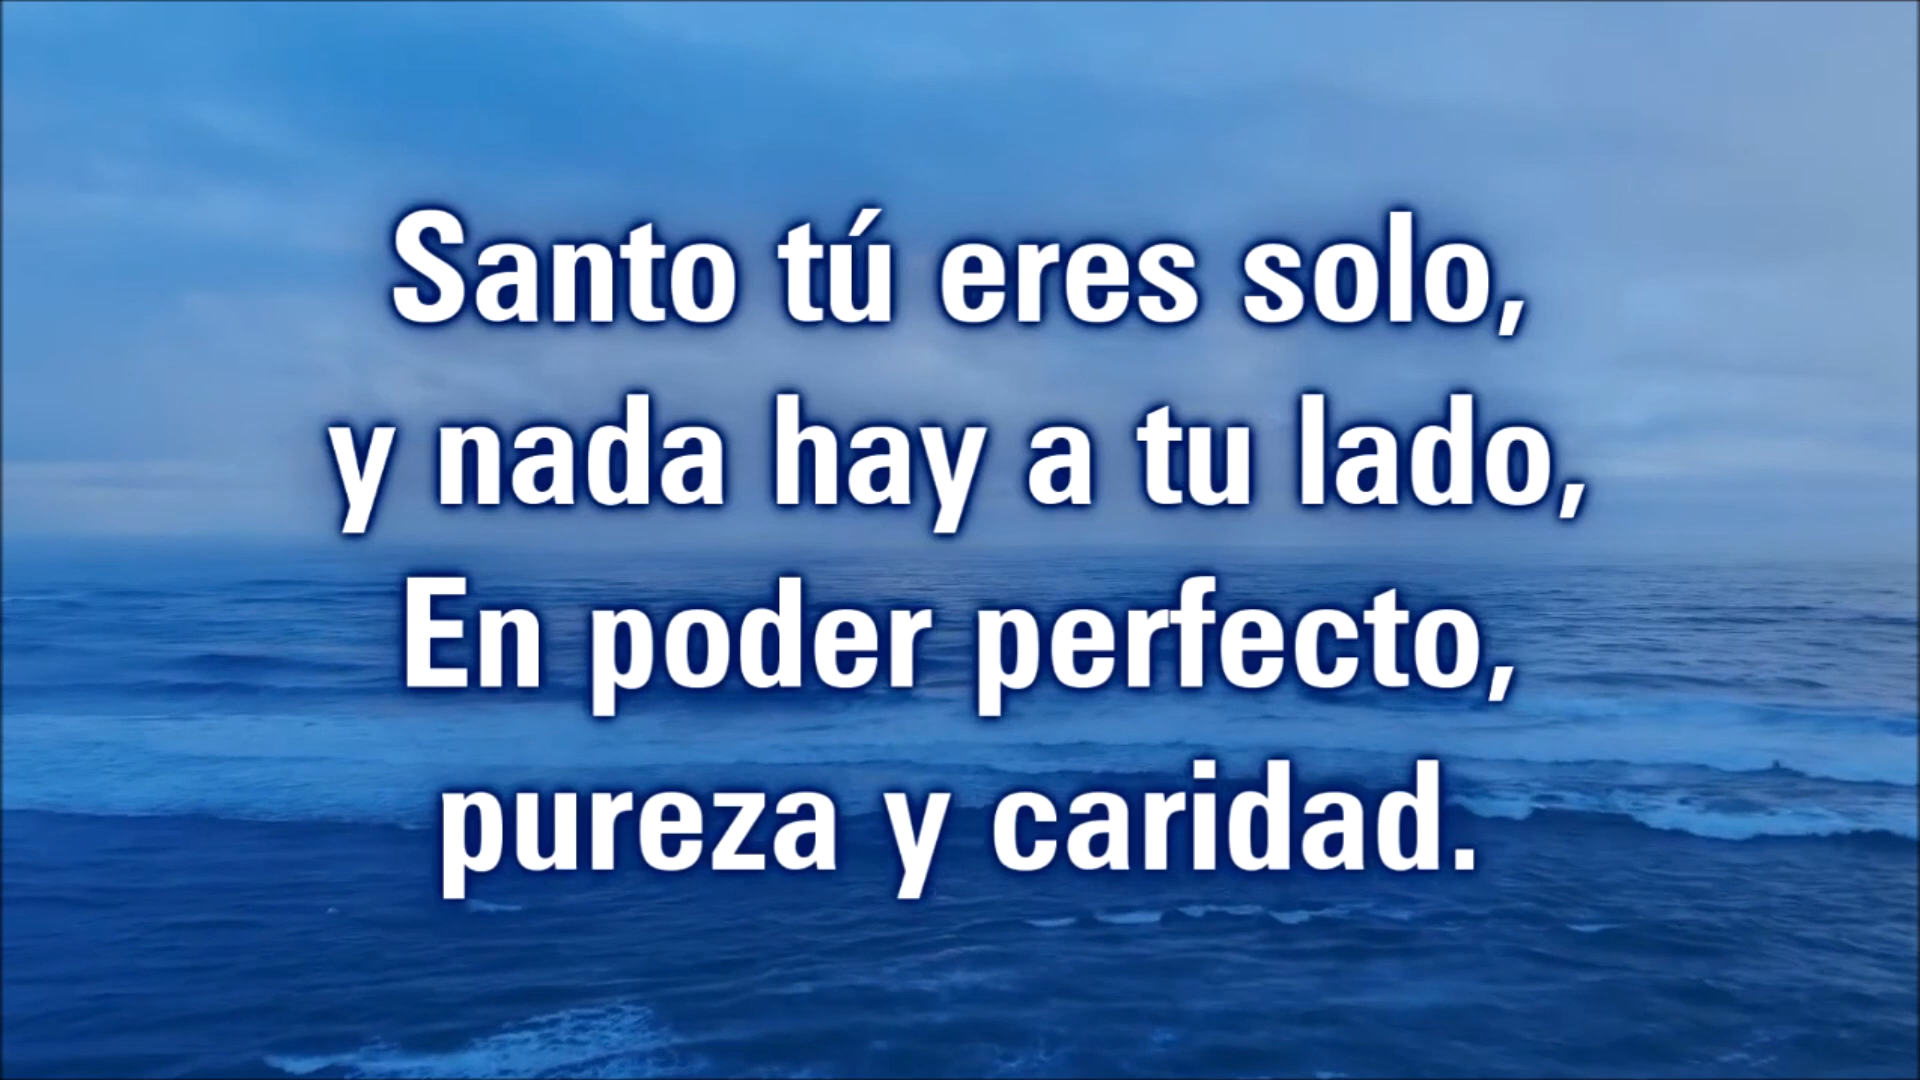 Santo tú eres solo,
y nada hay a tu lado,
En poder perfecto,
pureza y caridad.